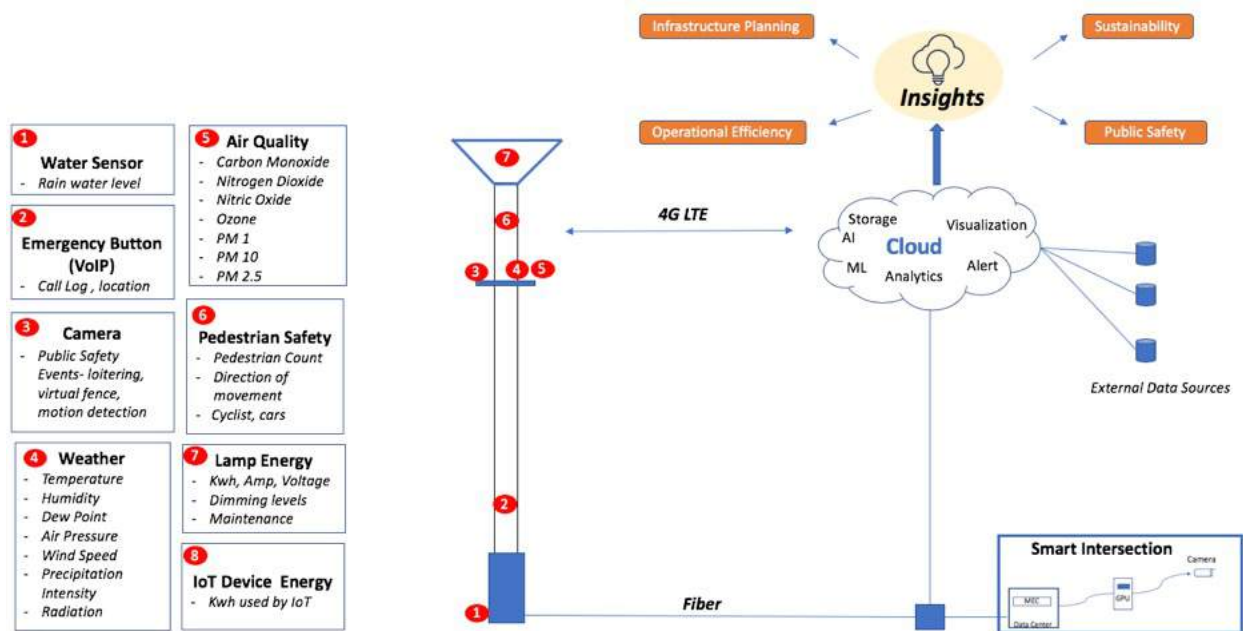 Infrastructure Planning
Sustainability
Insights
Operational Efficiency
Public Safety
1
Water Sensor
- Rain water level
2
Emergency Button
(VoIP)
- Call Log , location
3
Camera
- Public Safety
Events- loitering,
virtual fence,
motion detection
4
Weather
- Temperature
- Humidity
- Dew Point
- Air Pressure
- Wind Speed
- Precipitation
Intensity
- Radiation
5
Air Quality
- Carbon Monoxide
- Nitrogen Dioxide
- Nitric Oxide
- Ozone
- PM 1
- PM 10
- PM 2.5
6
Pedestrian Safety
- Pedestrian Count
- Direction of
movement
- Cyclist, cars
7
Lamp Energy
- Kwh, Amp, Voltage
- Dimming levels
- Maintenance
8
IoT Device Energy
- Kwh used by IoT
7
6
3
4
5
2
1
4G LTE
Storage
Visualization
AI
Cloud
ML
Analytics
Alert
External Data Sources
Fiber
Smart Intersection
Camera
GPU
MEC
Data Center